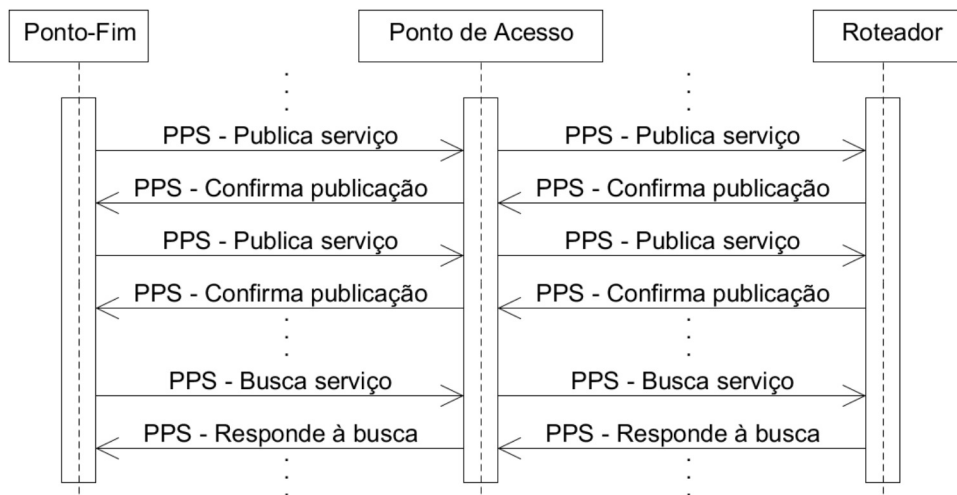 Ponto-Fim
Ponto de Acesso
Roteador
PPS - Publica serviço
PPS - Publica serviço
PPS - Confirma publicação
PPS - Confirma publicação
PPS - Publica serviço
PPS - Publica serviço
PPS - Confirma publicação
PPS - Confirma publicação
PPS - Busca serviço
PPS - Busca serviço
PPS - Responde à busca
PPS - Responde à busca